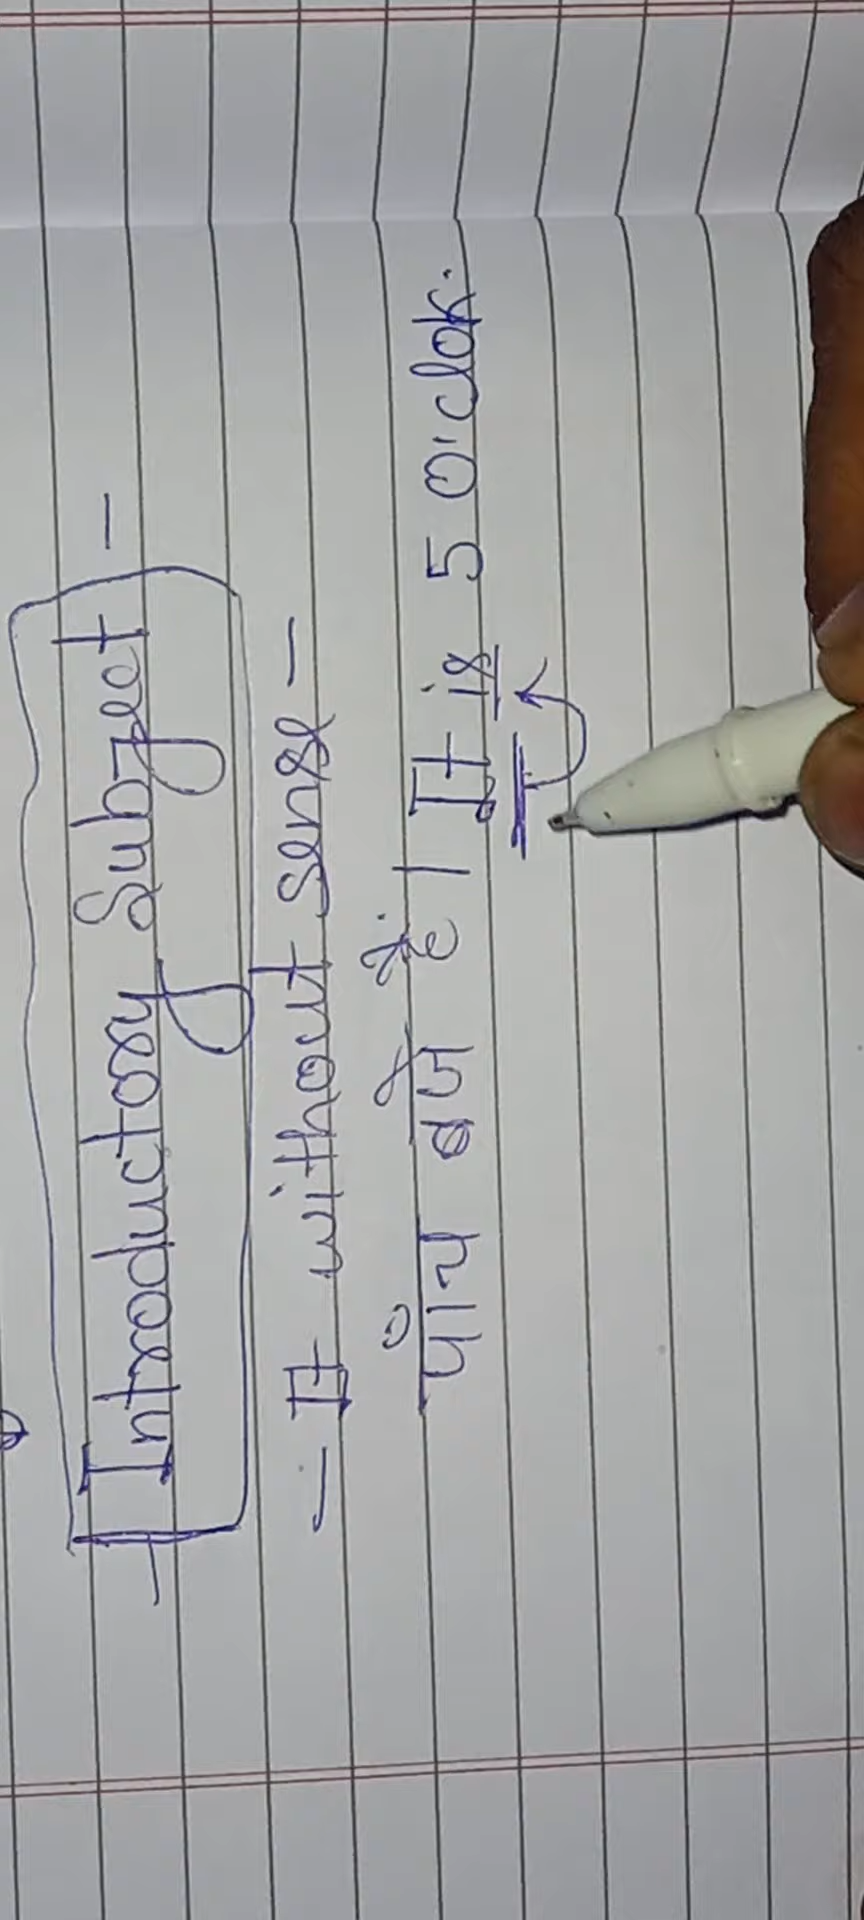 - Introductory Subject -
- It without sense -
पांच बजे हैं । It is 5 o'clok.